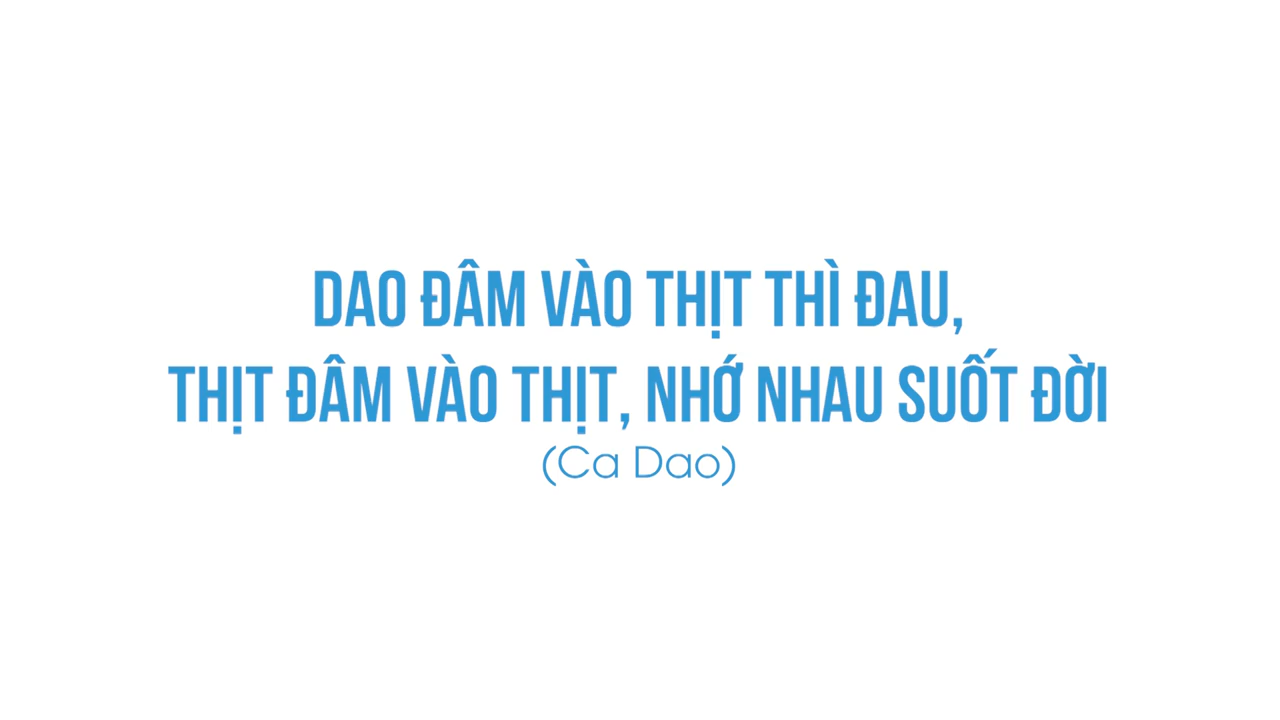 DAO ĐÂM VÀO THỊT THÌ ĐAU,
THỊT ĐÂM VÀO THỊT, NHỚ NHAU SUỐT ĐỜI
(Ca Dao)